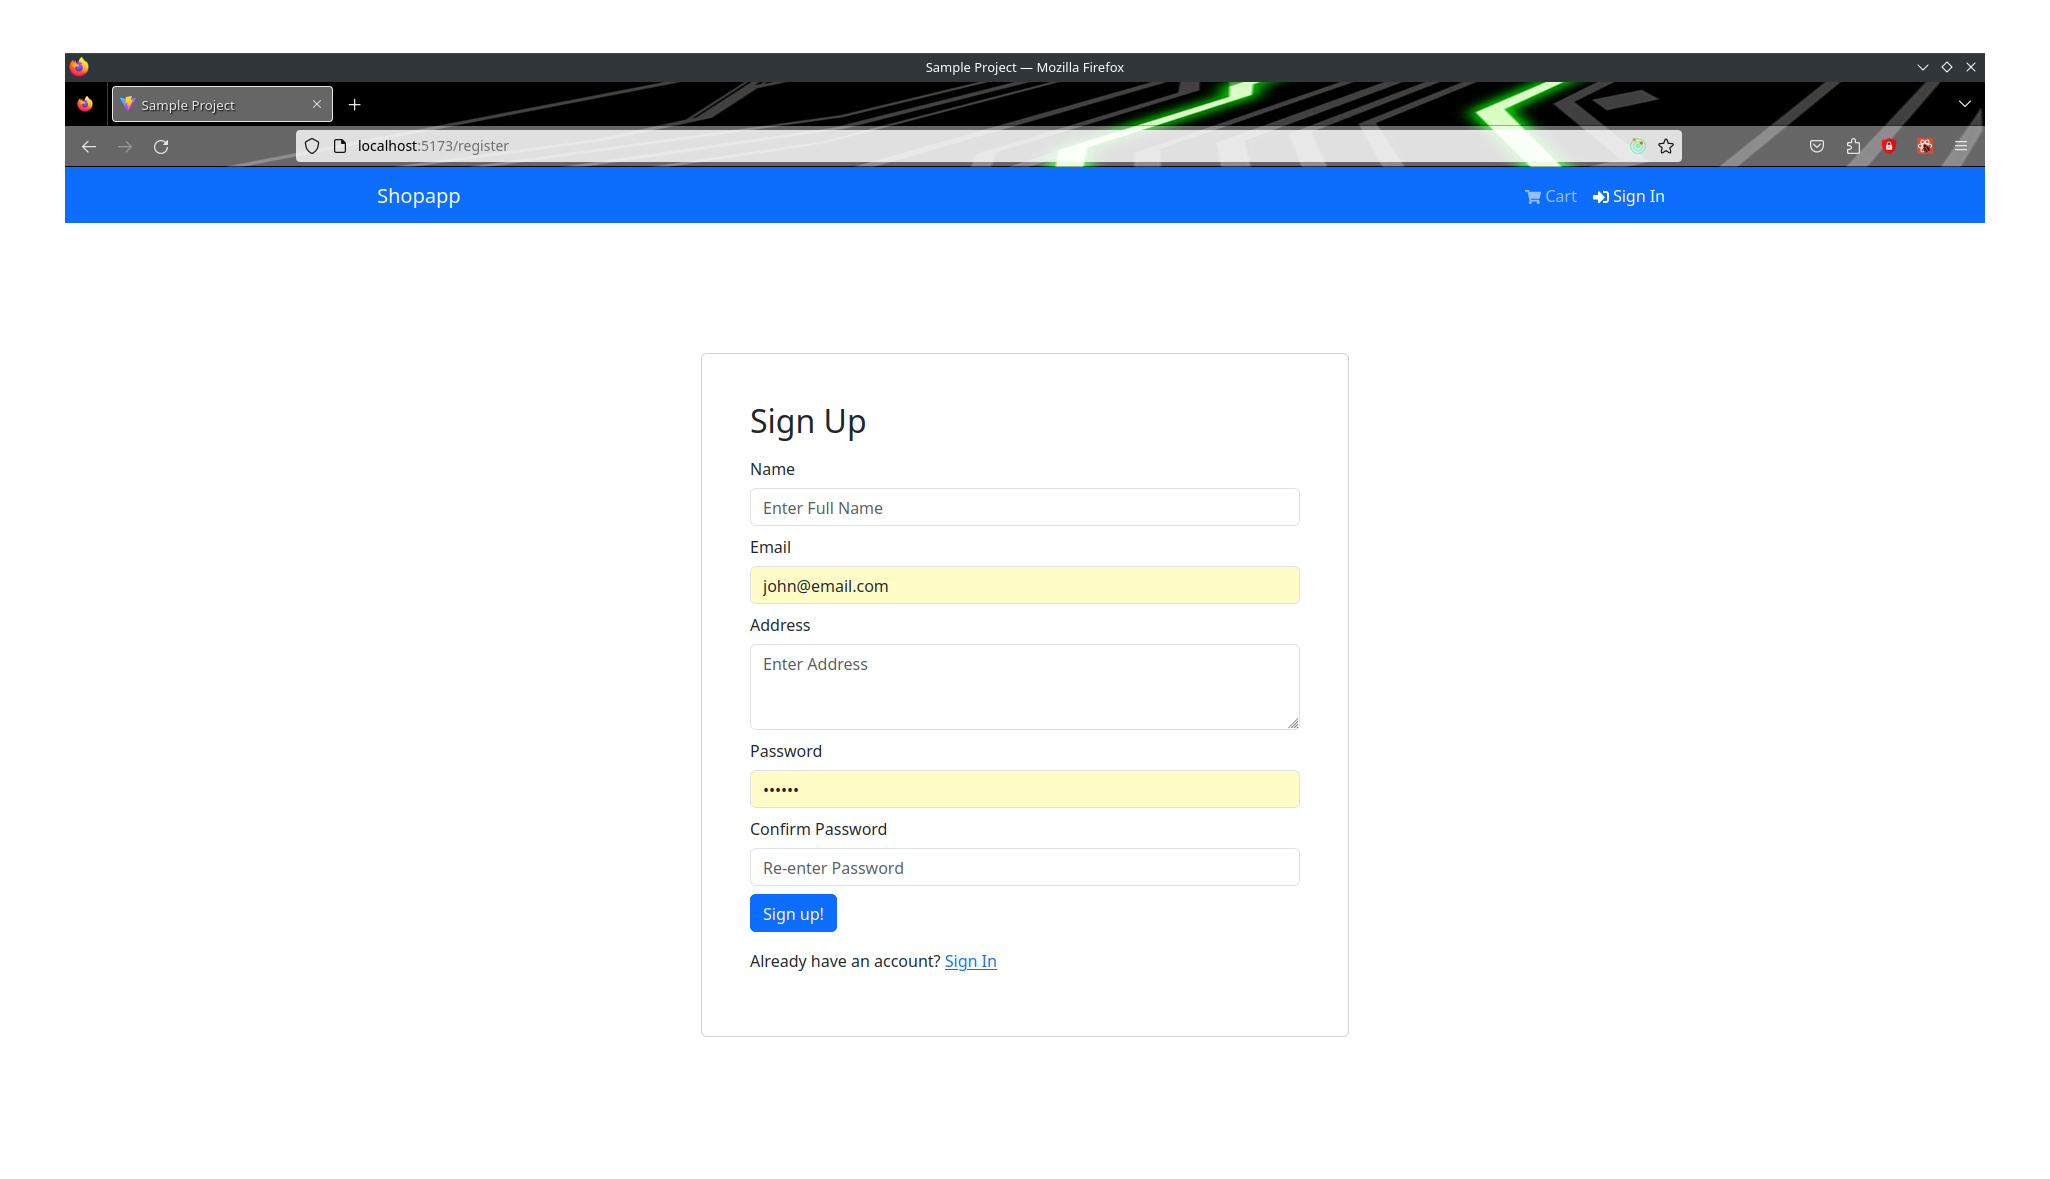 Sample Project — Mozilla Firefox
Sample Project
localhost:5173/register
Shopapp
Cart
Sign In
Sign Up
Name
Enter Full Name
Email
john@email.com
Address
Enter Address
Password
••••••
Confirm Password
Re-enter Password
Sign up!
Already have an account? Sign In